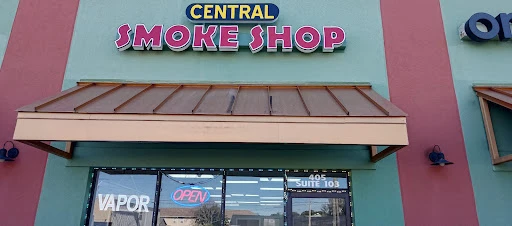 CENTRAL
SMOKE SHOP
VAPOR
OPEN
405
SUITE 103